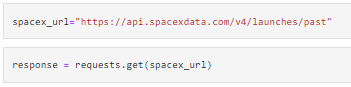 spacex_url="https://api.spacexdata.com/v4/launches/past"
response = requests.get(spacex_url)